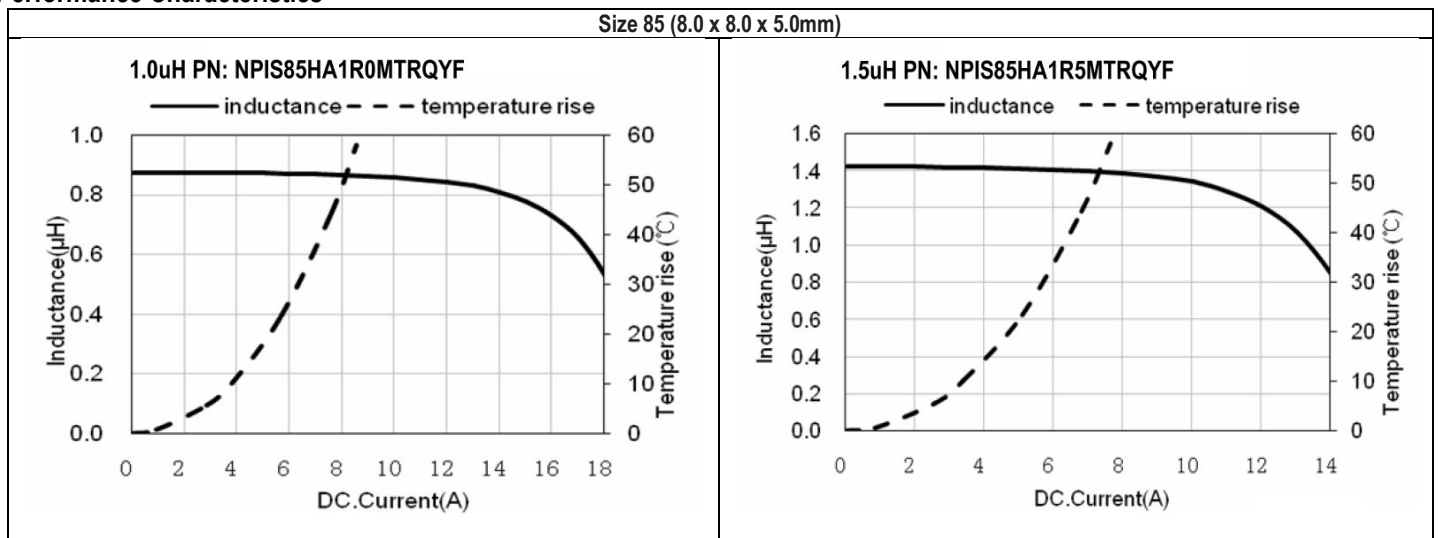 Performance Characteristics
Size 85 (8.0 x 8.0 x 5.0mm)
1.0uH PN: NPIS85HA1R0MTRQYF
inductance temperature rise
1.0
0.8
0.6
0.4
0.2
0.0
Inductance(μH)
60
50
40
30
20
10
0
Temperature rise (℃)
0 2 4 6 8 10 12 14 16 18
DC.Current(A)
1.5uH PN: NPIS85HA1R5MTRQYF
inductance temperature rise
1.6
1.4
1.2
1.0
0.8
0.6
0.4
0.2
0.0
Inductance(μH)
60
50
40
30
20
10
0
Temperature rise (℃)
0 2 4 6 8 10 12 14
DC.Current(A)